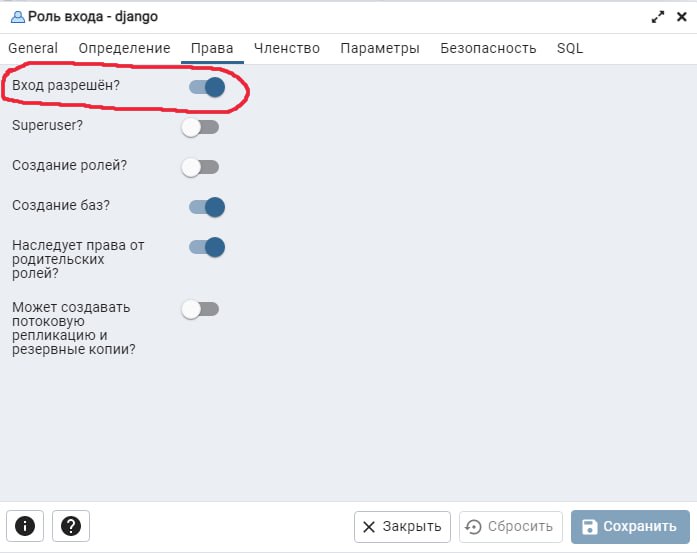 Роль входа - django
General Определение Права Членство Параметры Безопасность SQL
Вход разрешён?
Superuser?
Создание ролей?
Создание баз?
Наследует права от
родительских
ролей?
Может создавать
потоковую
репликацию и
резервные копии?
Закрыть Сбросить Сохранить